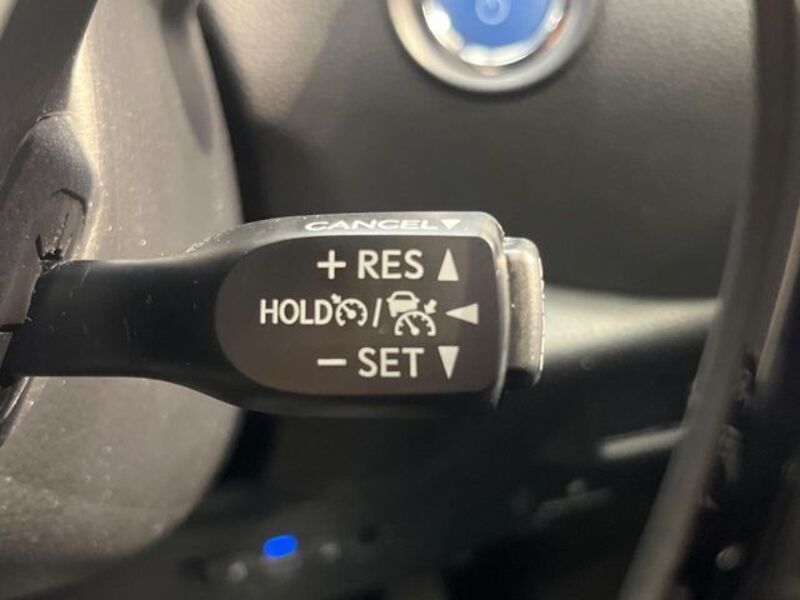 CANCEL▼
+ RES ▲
HOLD / ◀
− SET ▼